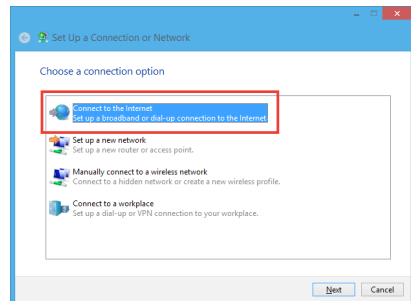 Set Up a Connection or Network
Choose a connection option
Connect to the Internet
Set up a broadband or dial-up connection to the Internet.
Set up a new network
Set up a new router or access point.
Manually connect to a wireless network
Connect to a hidden network or create a new wireless profile.
Connect to a workplace
Set up a dial-up or VPN connection to your workplace.
Next Cancel